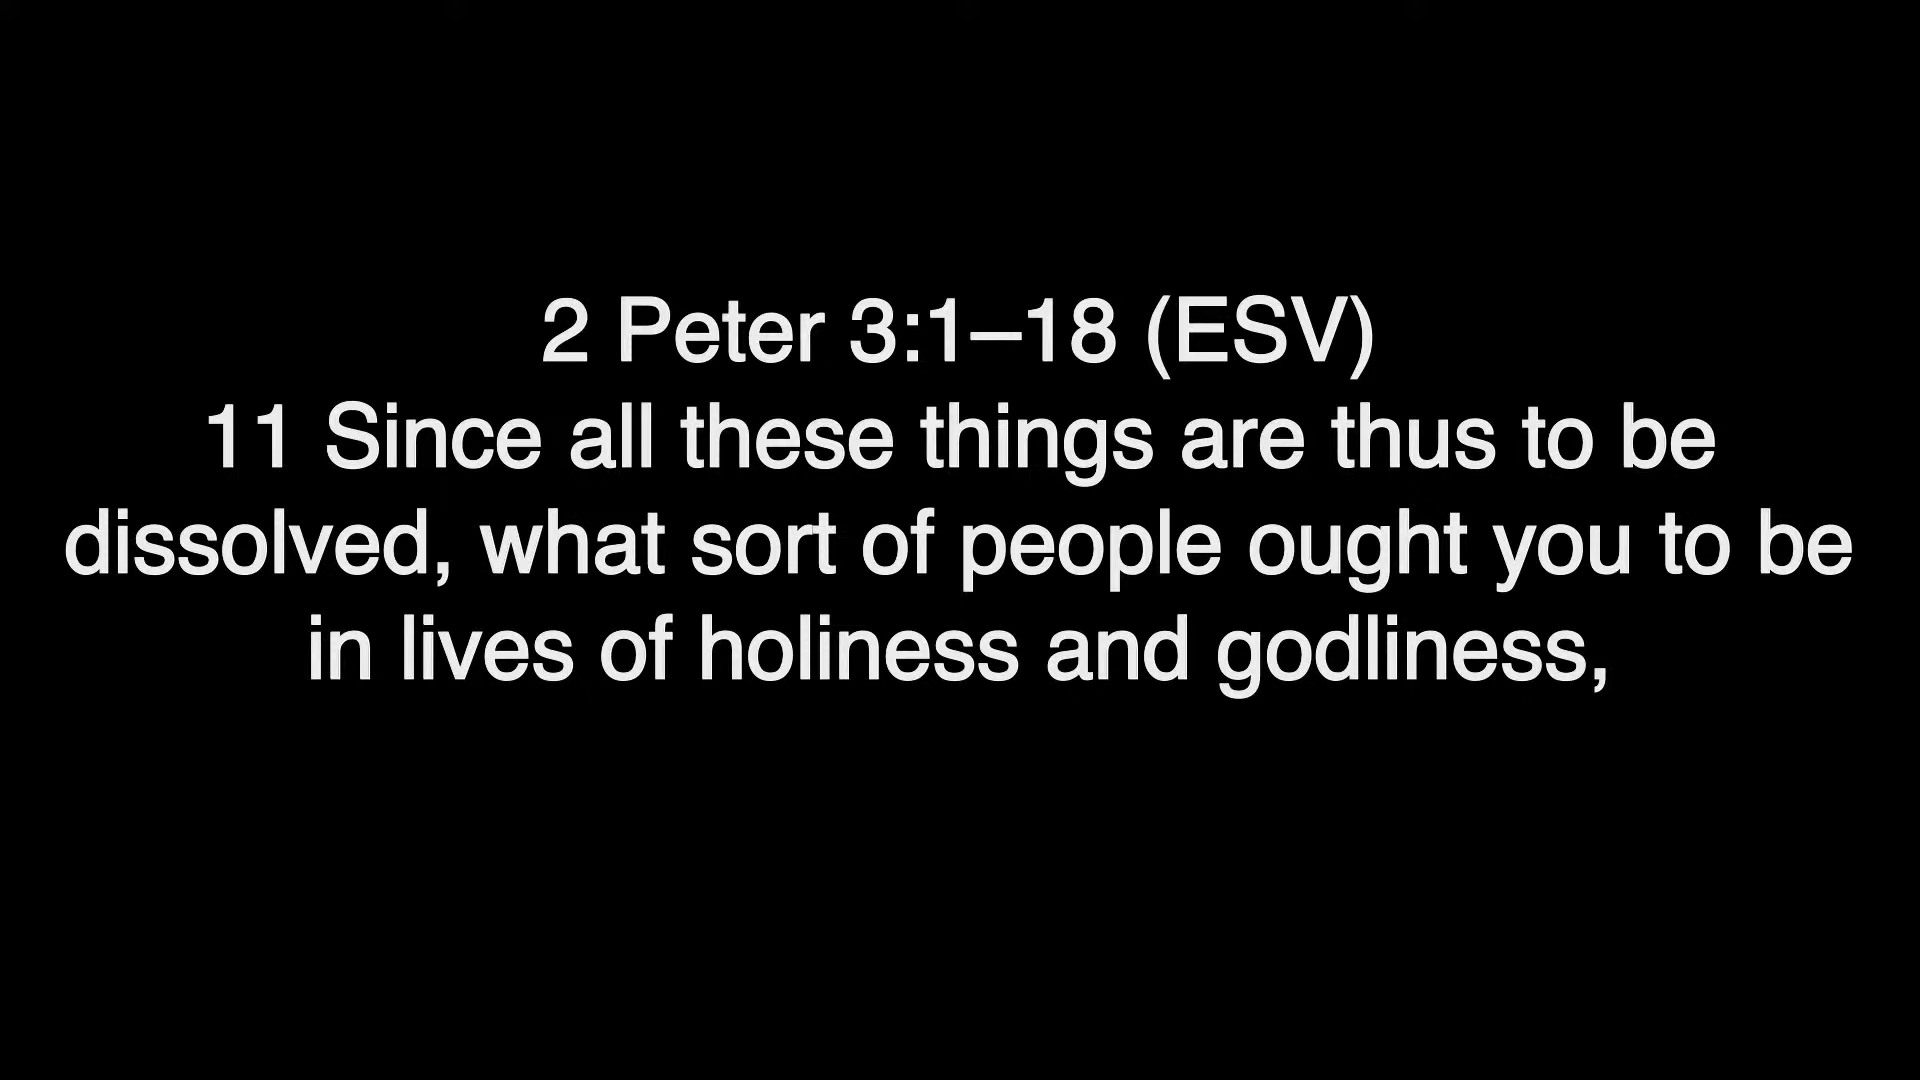 2 Peter 3:1–18 (ESV)
11 Since all these things are thus to be
dissolved, what sort of people ought you to be
in lives of holiness and godliness,